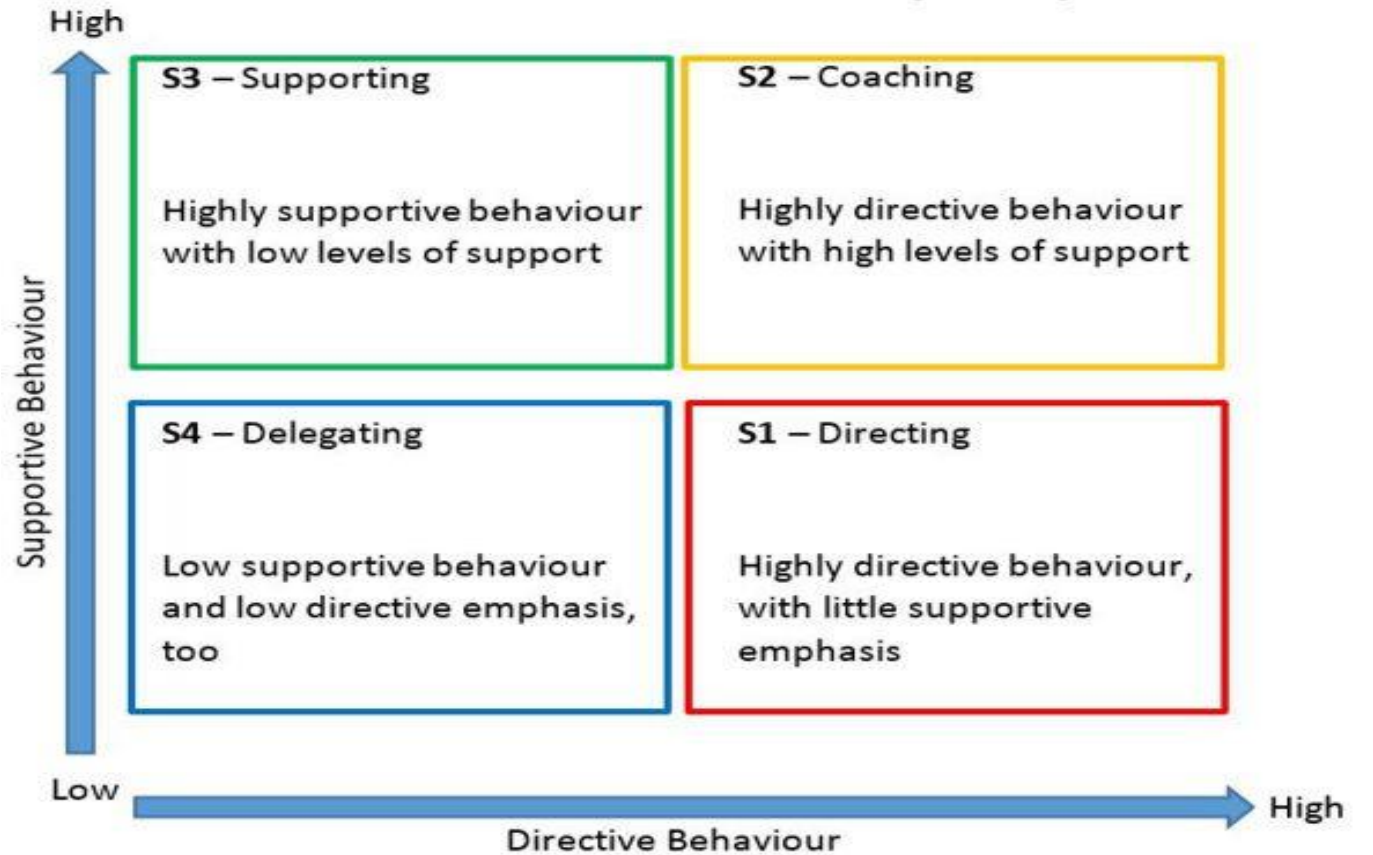 High
S3 – Supporting
Highly supportive behaviour
with low levels of support
S2 – Coaching
Highly directive behaviour
with high levels of support
Supportive Behaviour
S4 – Delegating
Low supportive behaviour
and low directive emphasis,
too
S1 – Directing
Highly directive behaviour,
with little supportive
emphasis
Low
High
Directive Behaviour